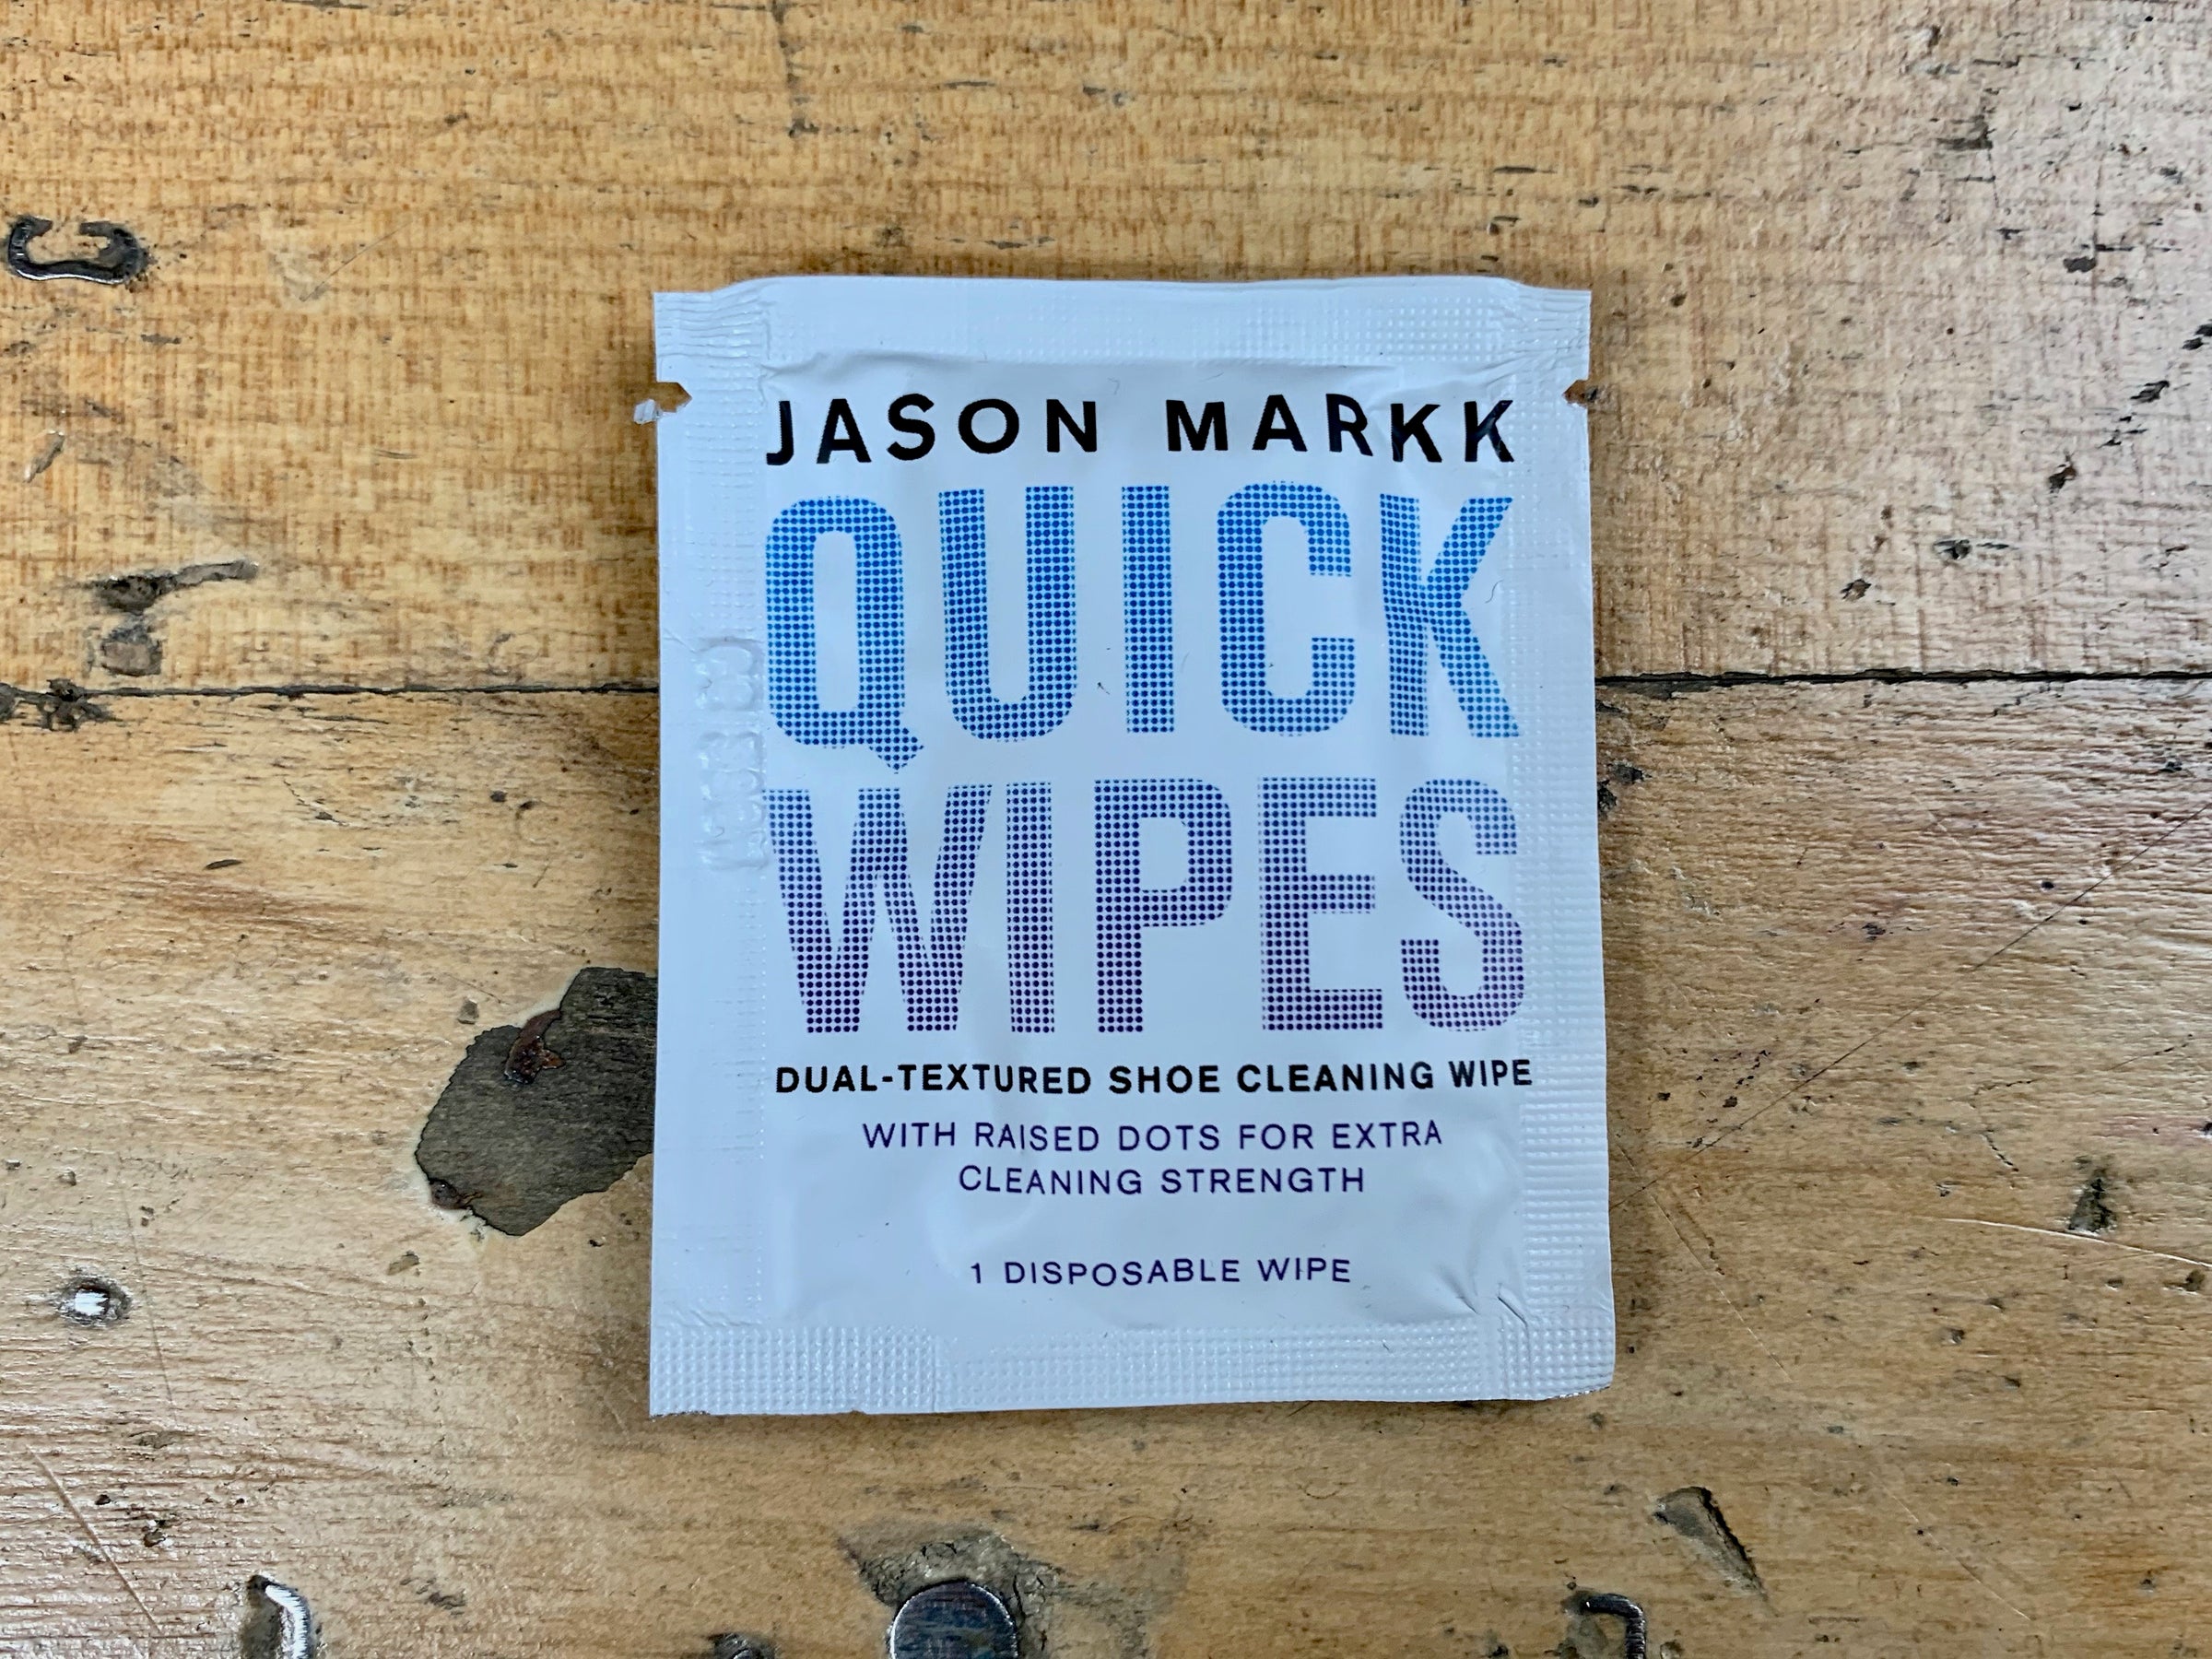 JASON MARKK
QUICK
WIPES
DUAL-TEXTURED SHOE CLEANING WIPE
WITH RAISED DOTS FOR EXTRA
CLEANING STRENGTH
1 DISPOSABLE WIPE